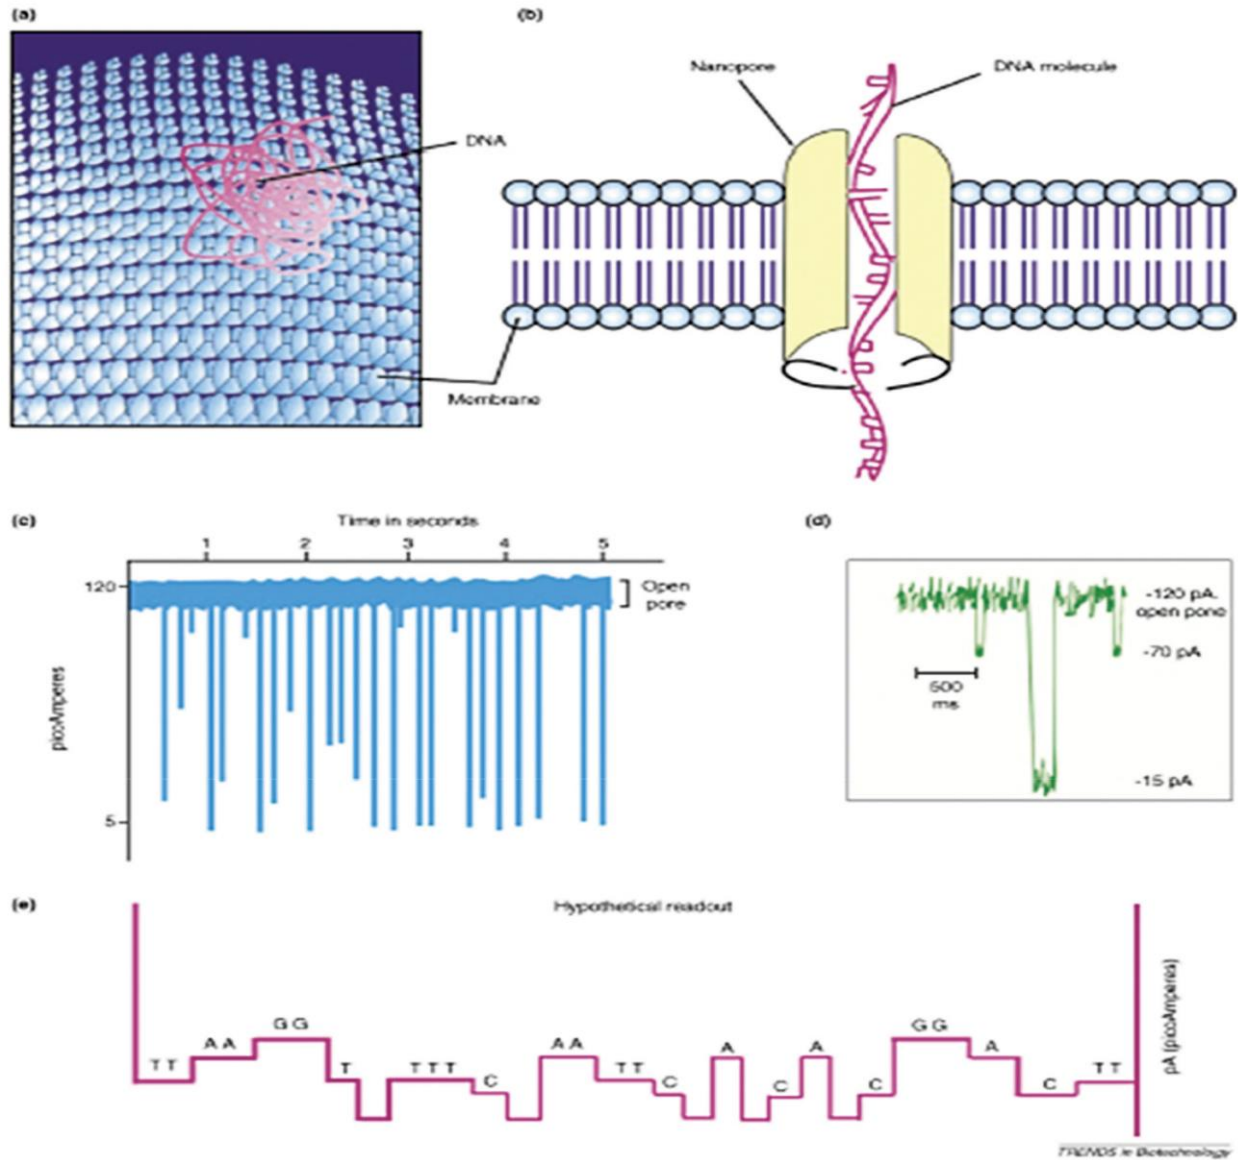 (a)
DNA
Membrane
(b)
Nanopore
DNA molecule
(c)
Time in seconds
1 2 3 4 5
120
5
picoAmperes
Open
pore
(d)
-120 pA.
open pore
-70 pA
500
ms
-15 pA
(e)
Hypothetical readout
T T A A G G T T T T C A A T T C A C A C G G A C T T
pA (picoAmperes)
TRENDS in Biotechnology